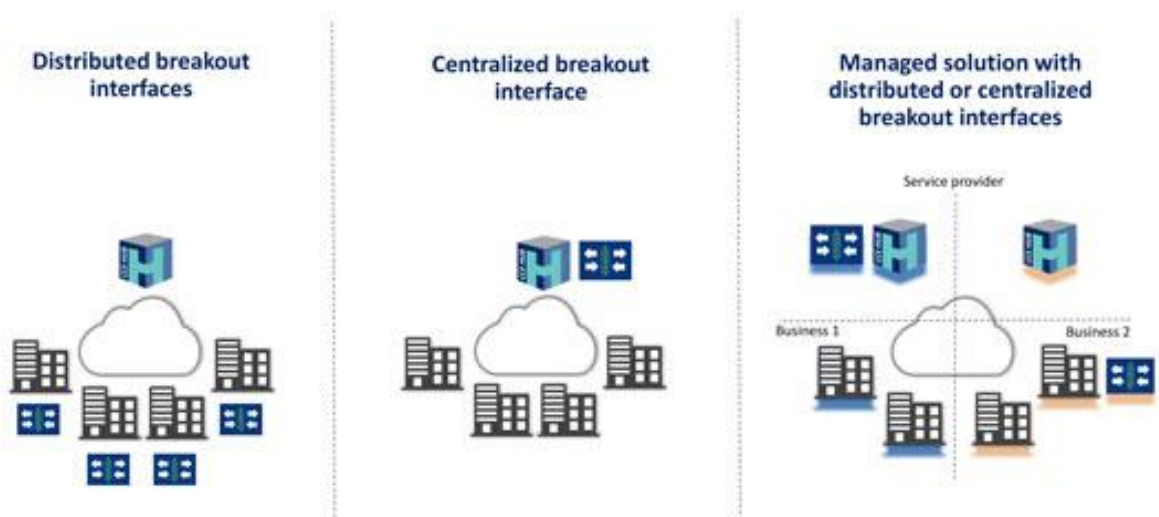 Distributed breakout
interfaces
Centralized breakout
interface
Managed solution with
distributed or centralized
breakout interfaces
Service provider
Business 1
Business 2